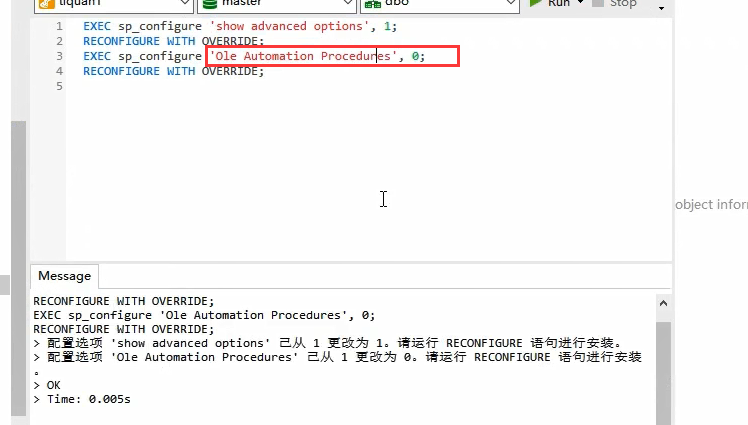 tiquan1 master dbo Run Stop
1 EXEC sp_configure 'show advanced options', 1;
2 RECONFIGURE WITH OVERRIDE;
3 EXEC sp_configure 'Ole Automation Procedures', 0;
4 RECONFIGURE WITH OVERRIDE;
5
object infor
Message
RECONFIGURE WITH OVERRIDE;
EXEC sp_configure 'Ole Automation Procedures', 0;
RECONFIGURE WITH OVERRIDE;
> 配置选项 'show advanced options' 已从 1 更改为 1。请运行 RECONFIGURE 语句进行安装。
> 配置选项 'Ole Automation Procedures' 已从 1 更改为 0。请运行 RECONFIGURE 语句进行安装
。
> OK
> Time: 0.005s